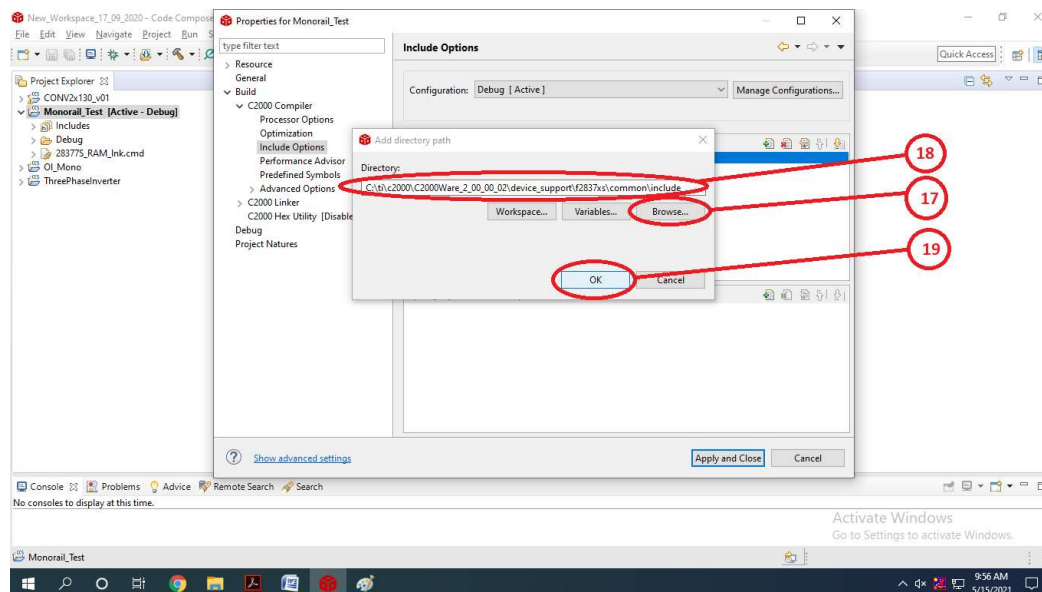 New_Workspace_17_09_2020 - Code Compose
File Edit View Navigate Project Run S
Quick Access
Project Explorer
CONV2x130_v01
Monorail_Test [Active - Debug]
Includes
Debug
28377S_RAM_lnk.cmd
OI_Mono
ThreePhaseInverter
Properties for Monorail_Test
type filter text
Resource
General
Build
C2000 Compiler
Processor Options
Optimization
Include Options
Performance Advisor
Predefined Symbols
Advanced Options
C2000 Linker
C2000 Hex Utility [Disable
Debug
Project Natures
Include Options
Configuration: Debug [ Active ]
Manage Configurations...
Add directory path
Directory:
C:\ti\c2000\C2000Ware_2_00_00_02\device_support\f2837xs\common\include
Workspace... Variables... Browse...
OK Cancel
18
17
19
Show advanced settings
Apply and Close Cancel
Console Problems Advice Remote Search Search
No consoles to display at this time.
Activate Windows
Go to Settings to activate Windows.
Monorail_Test
9:56 AM
5/15/2021